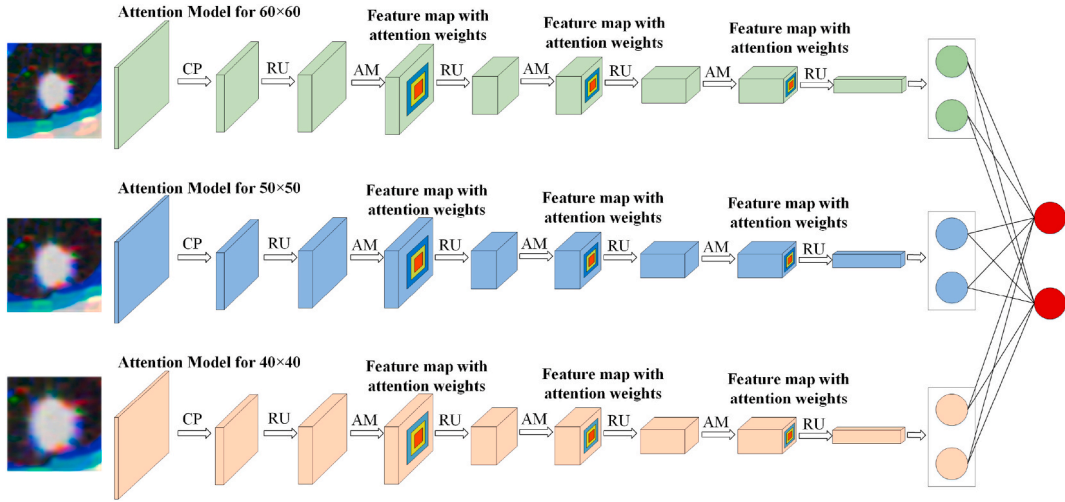 Attention Model for 60×60
Feature map with
attention weights
Feature map with
attention weights
Feature map with
attention weights
CP
RU
AM
RU
AM
RU
AM
RU
Attention Model for 50×50
Feature map with
attention weights
Feature map with
attention weights
Feature map with
attention weights
CP
RU
AM
RU
AM
RU
AM
RU
Attention Model for 40×40
Feature map with
attention weights
Feature map with
attention weights
Feature map with
attention weights
CP
RU
AM
RU
AM
RU
AM
RU